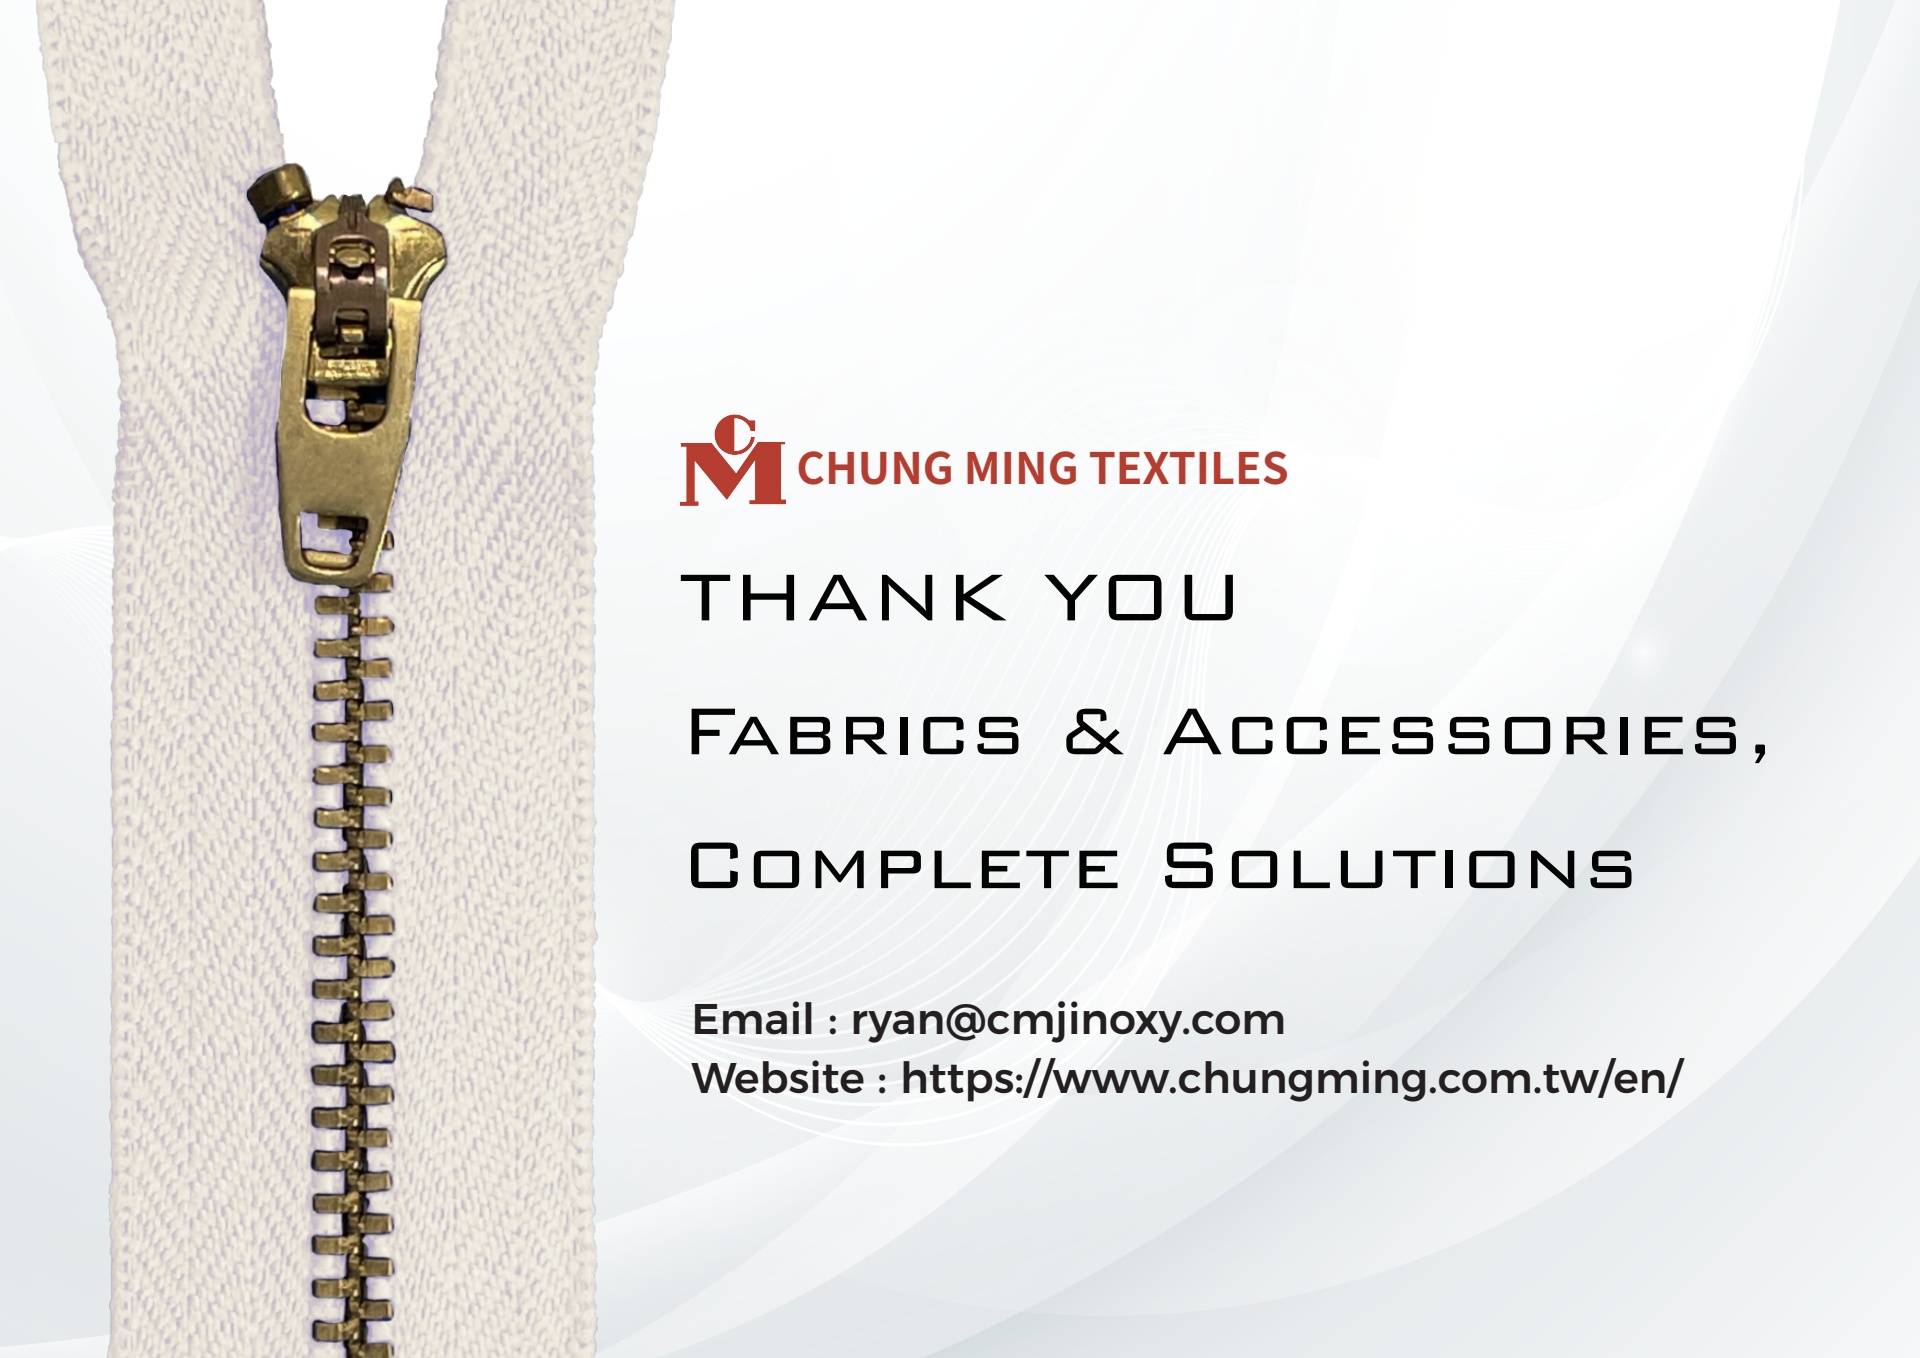 CM CHUNG MING TEXTILES
THANK YOU
Fabrics & Accessories,
Complete Solutions
Email : ryan@cmjinoxy.com
Website : https://www.chungming.com.tw/en/